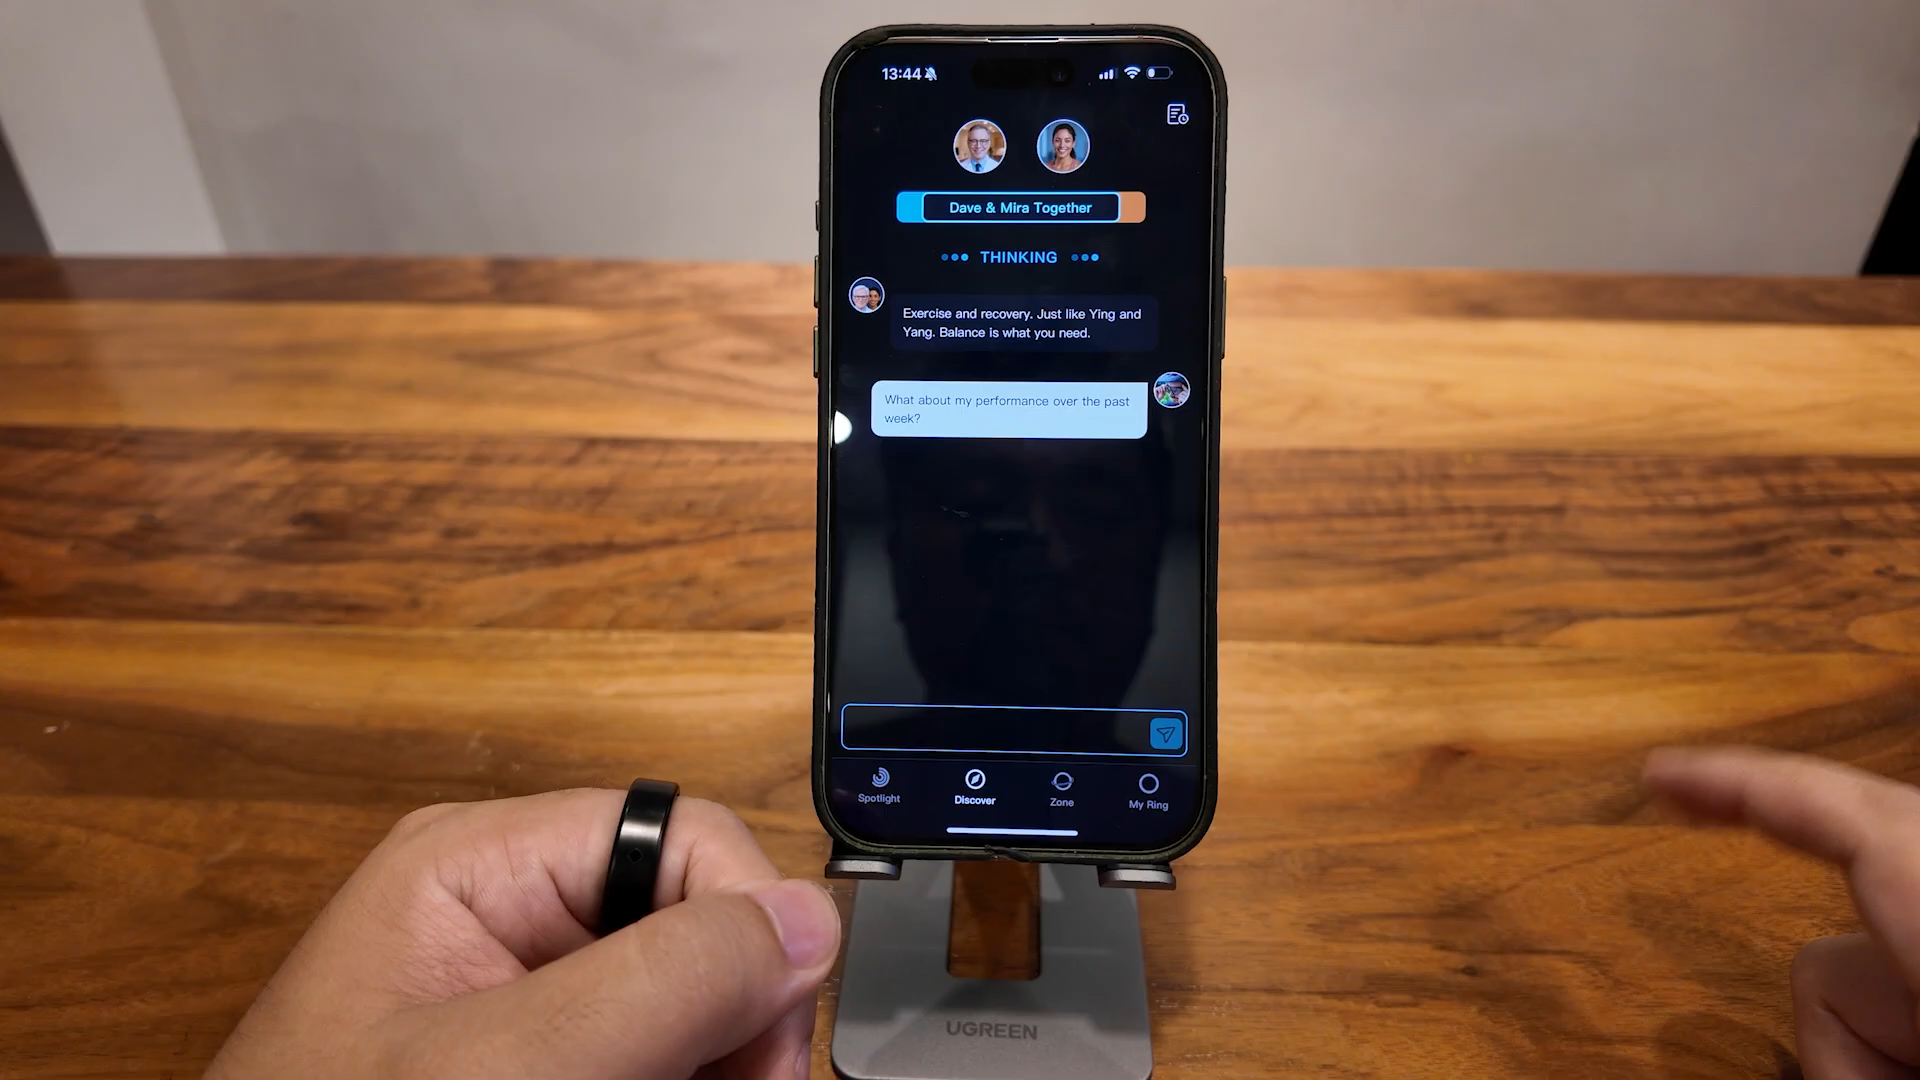 13:44
Dave & Mira Together
THINKING
Exercise and recovery. Just like Ying and
Yang. Balance is what you need.
What about my performance over the past
week?
Spotlight
Discover
Zone
My Ring
UGREEN